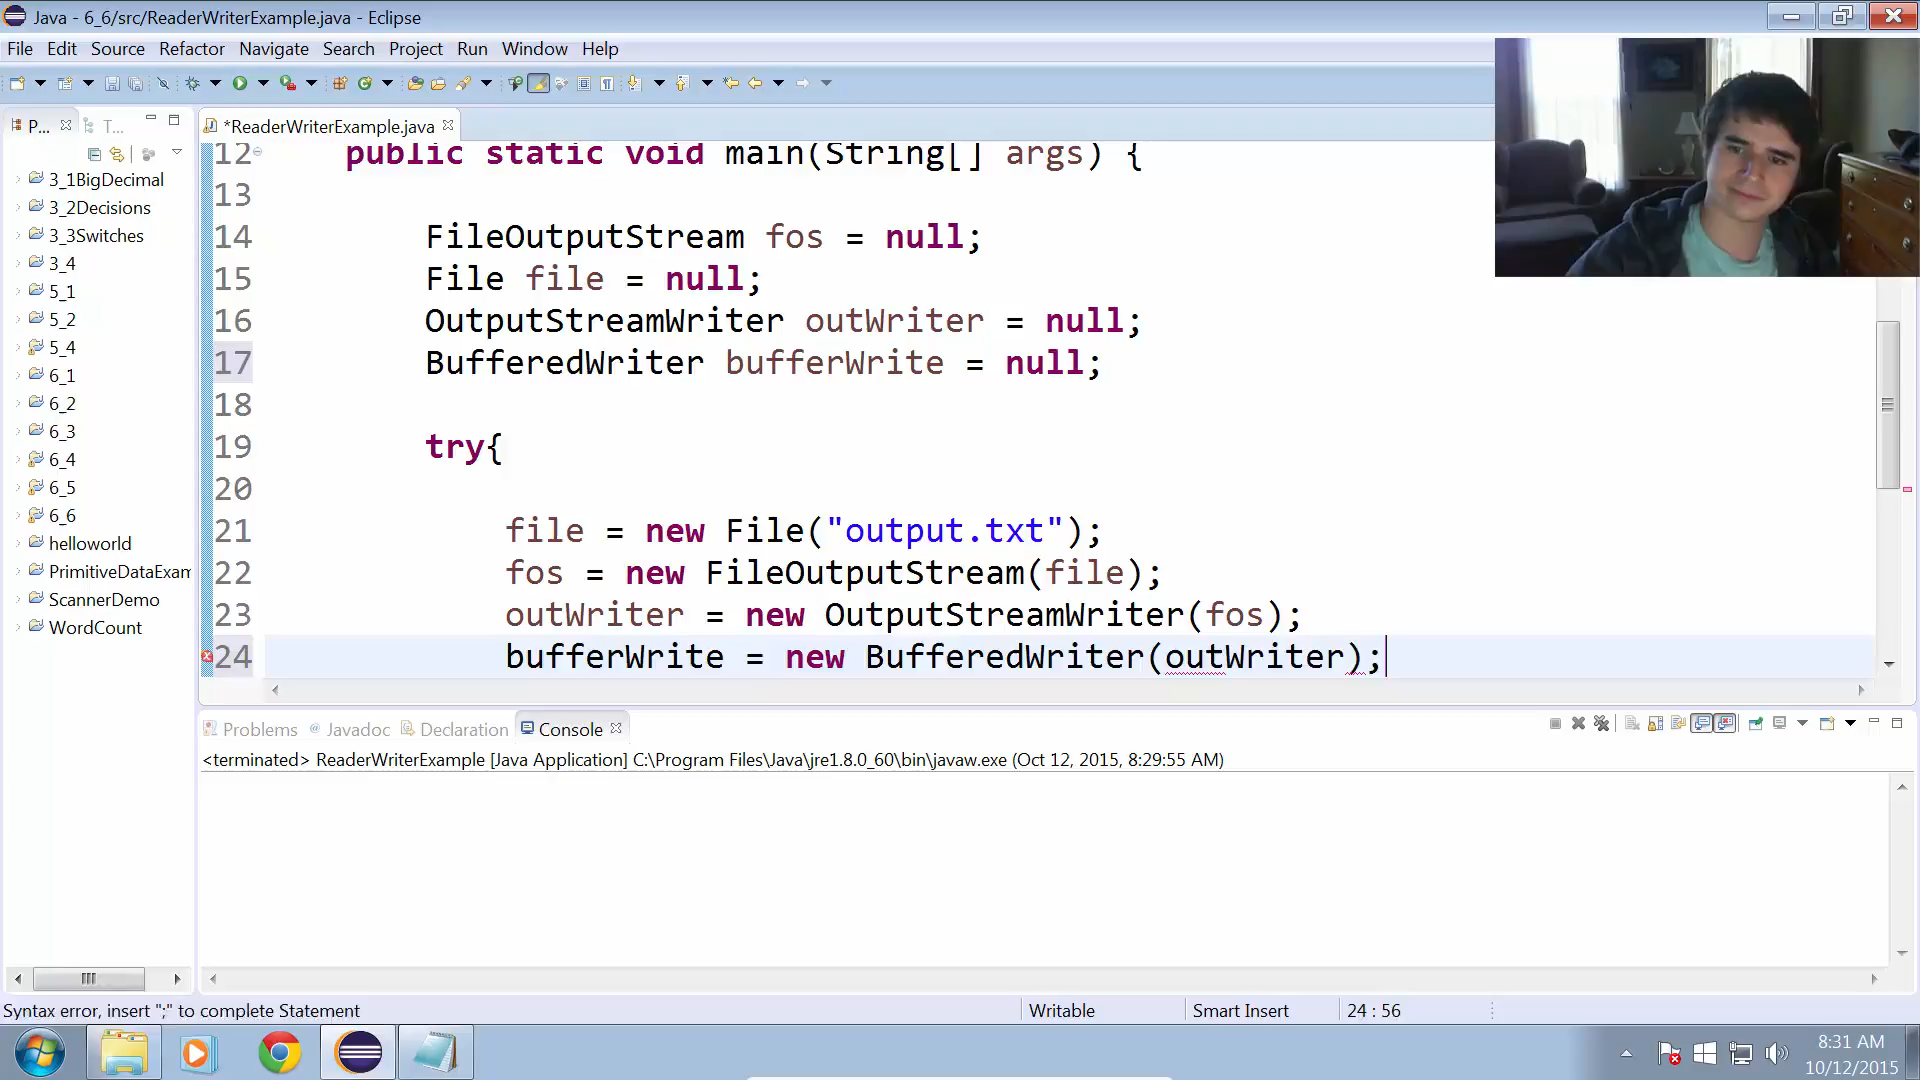 Java - 6_6/src/ReaderWriterExample.java - Eclipse
File Edit Source Refactor Navigate Search Project Run Window Help
P... T...
*ReaderWriterExample.java
3_1BigDecimal
3_2Decisions
3_3Switches
3_4
5_1
5_2
5_4
6_1
6_2
6_3
6_4
6_5
6_6
helloworld
PrimitiveDataExam
ScannerDemo
WordCount
12 public static void main(String[] args) {
13
14 FileOutputStream fos = null;
15 File file = null;
16 OutputStreamWriter outWriter = null;
17 BufferedWriter bufferWrite = null;
18
19 try{
20
21 file = new File("output.txt");
22 fos = new FileOutputStream(file);
23 outWriter = new OutputStreamWriter(fos);
24 bufferWrite = new BufferedWriter(outWriter);
Problems @ Javadoc Declaration Console
<terminated> ReaderWriterExample [Java Application] C:\Program Files\Java\jre1.8.0_60\bin\javaw.exe (Oct 12, 2015, 8:29:55 AM)
Syntax error, insert ";" to complete Statement Writable Smart Insert 24 : 56
8:31 AM
10/12/2015